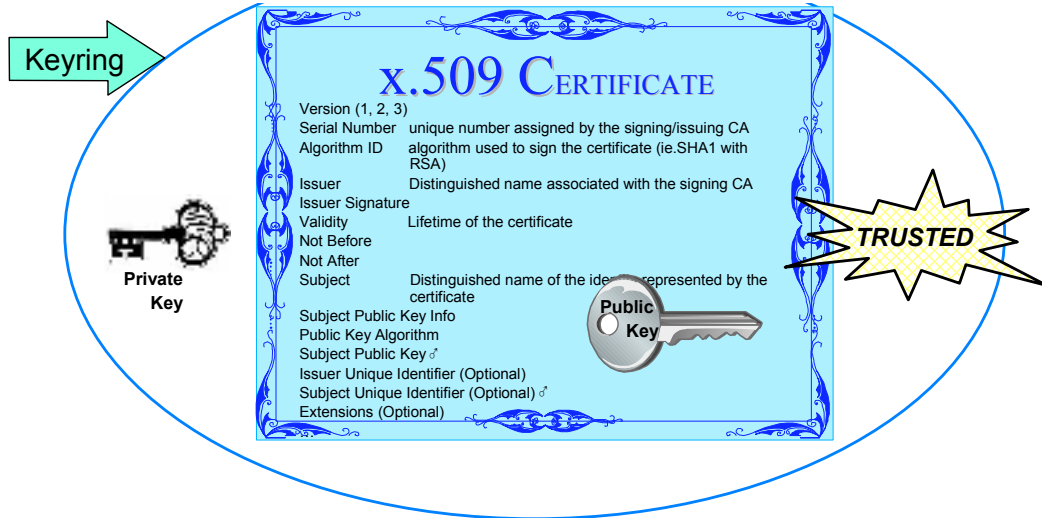 Keyring
x.509 CERTIFICATE
Version (1, 2, 3)
Serial Number unique number assigned by the signing/issuing CA
Algorithm ID algorithm used to sign the certificate (ie.SHA1 with
RSA)
Issuer Distinguished name associated with the signing CA
Issuer Signature
Validity Lifetime of the certificate
Not Before
Not After
Subject Distinguished name of the represented by the
certificate
Subject Public Key Info
Public Key Algorithm
Subject Public Key♂
Issuer Unique Identifier (Optional)
Subject Unique Identifier (Optional)♂
Extensions (Optional)
Private
Key
Public
Key
TRUSTED